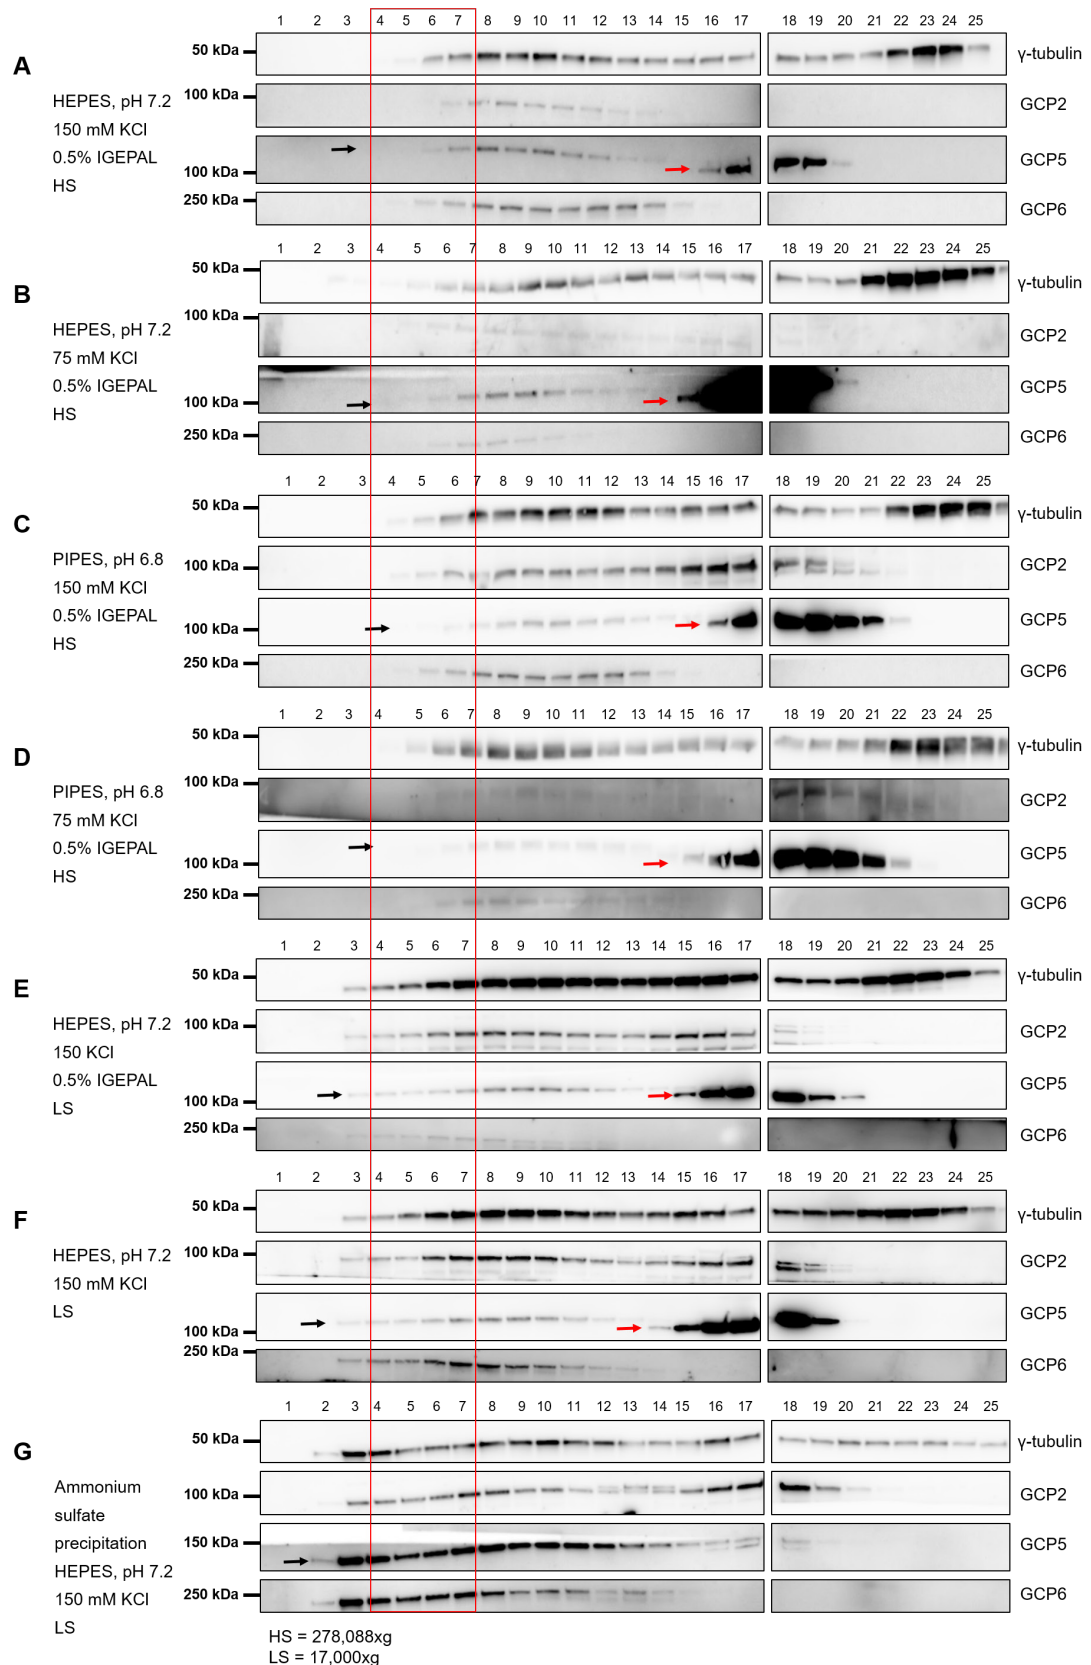 1 2 3 4 5 6 7 8 9 10 11 12 13 14 15 16 17 18 19 20 21 22 23 24 25
A
50 kDa γ-tubulin
HEPES, pH 7.2
150 mM KCl
0.5% IGEPAL
HS
100 kDa GCP2
100 kDa GCP5
250 kDa GCP6
1 2 3 4 5 6 7 8 9 10 11 12 13 14 15 16 17 18 19 20 21 22 23 24 25
B
50 kDa γ-tubulin
HEPES, pH 7.2
75 mM KCl
0.5% IGEPAL
HS
100 kDa GCP2
100 kDa GCP5
250 kDa GCP6
1 2 3 4 5 6 7 8 9 10 11 12 13 14 15 16 17 18 19 20 21 22 23 24 25
C
50 kDa γ-tubulin
PIPES, pH 6.8
150 mM KCl
0.5% IGEPAL
HS
100 kDa GCP2
100 kDa GCP5
250 kDa GCP6
1 2 3 4 5 6 7 8 9 10 11 12 13 14 15 16 17 18 19 20 21 22 23 24 25
D
50 kDa γ-tubulin
PIPES, pH 6.8
75 mM KCl
0.5% IGEPAL
HS
100 kDa GCP2
100 kDa GCP5
250 kDa GCP6
1 2 3 4 5 6 7 8 9 10 11 12 13 14 15 16 17 18 19 20 21 22 23 24 25
E
50 kDa γ-tubulin
HEPES, pH 7.2
150 KCl
0.5% IGEPAL
LS
100 kDa GCP2
100 kDa GCP5
250 kDa GCP6
1 2 3 4 5 6 7 8 9 10 11 12 13 14 15 16 17 18 19 20 21 22 23 24 25
F
50 kDa γ-tubulin
HEPES, pH 7.2
150 mM KCl
LS
100 kDa GCP2
100 kDa GCP5
250 kDa GCP6
1 2 3 4 5 6 7 8 9 10 11 12 13 14 15 16 17 18 19 20 21 22 23 24 25
G
50 kDa γ-tubulin
Ammonium
sulfate
precipitation
HEPES, pH 7.2
150 mM KCl
LS
100 kDa GCP2
150 kDa GCP5
250 kDa GCP6
HS = 278,088xg
LS = 17,000xg